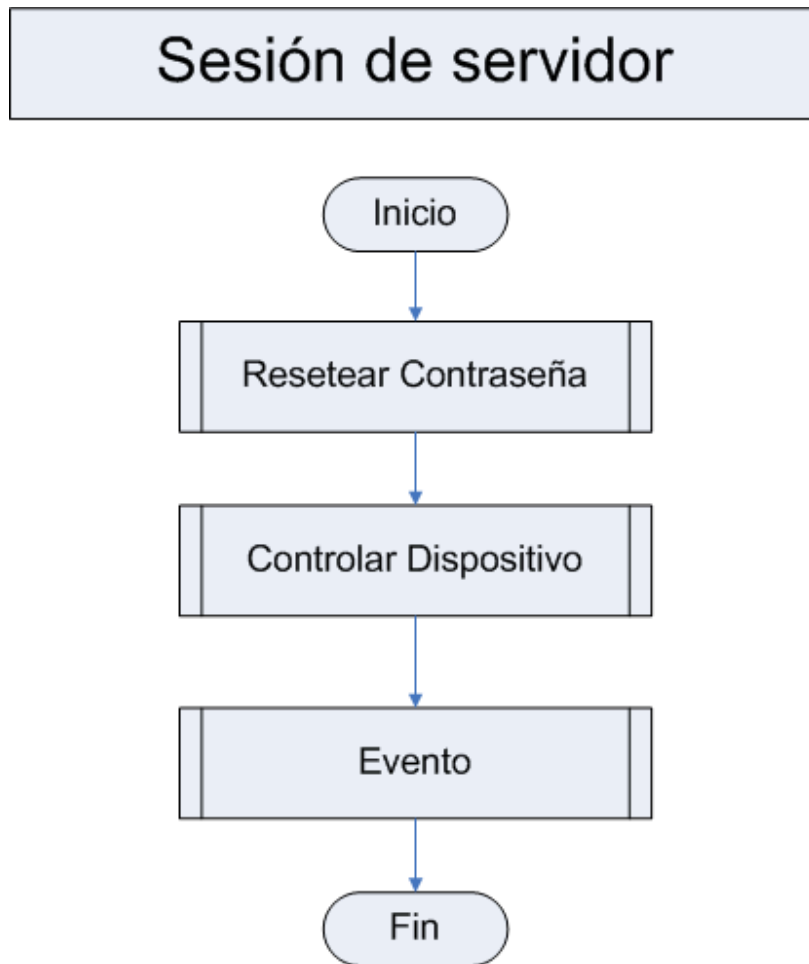 Sesión de servidor
Inicio
Resetear Contraseña
Controlar Dispositivo
Evento
Fin